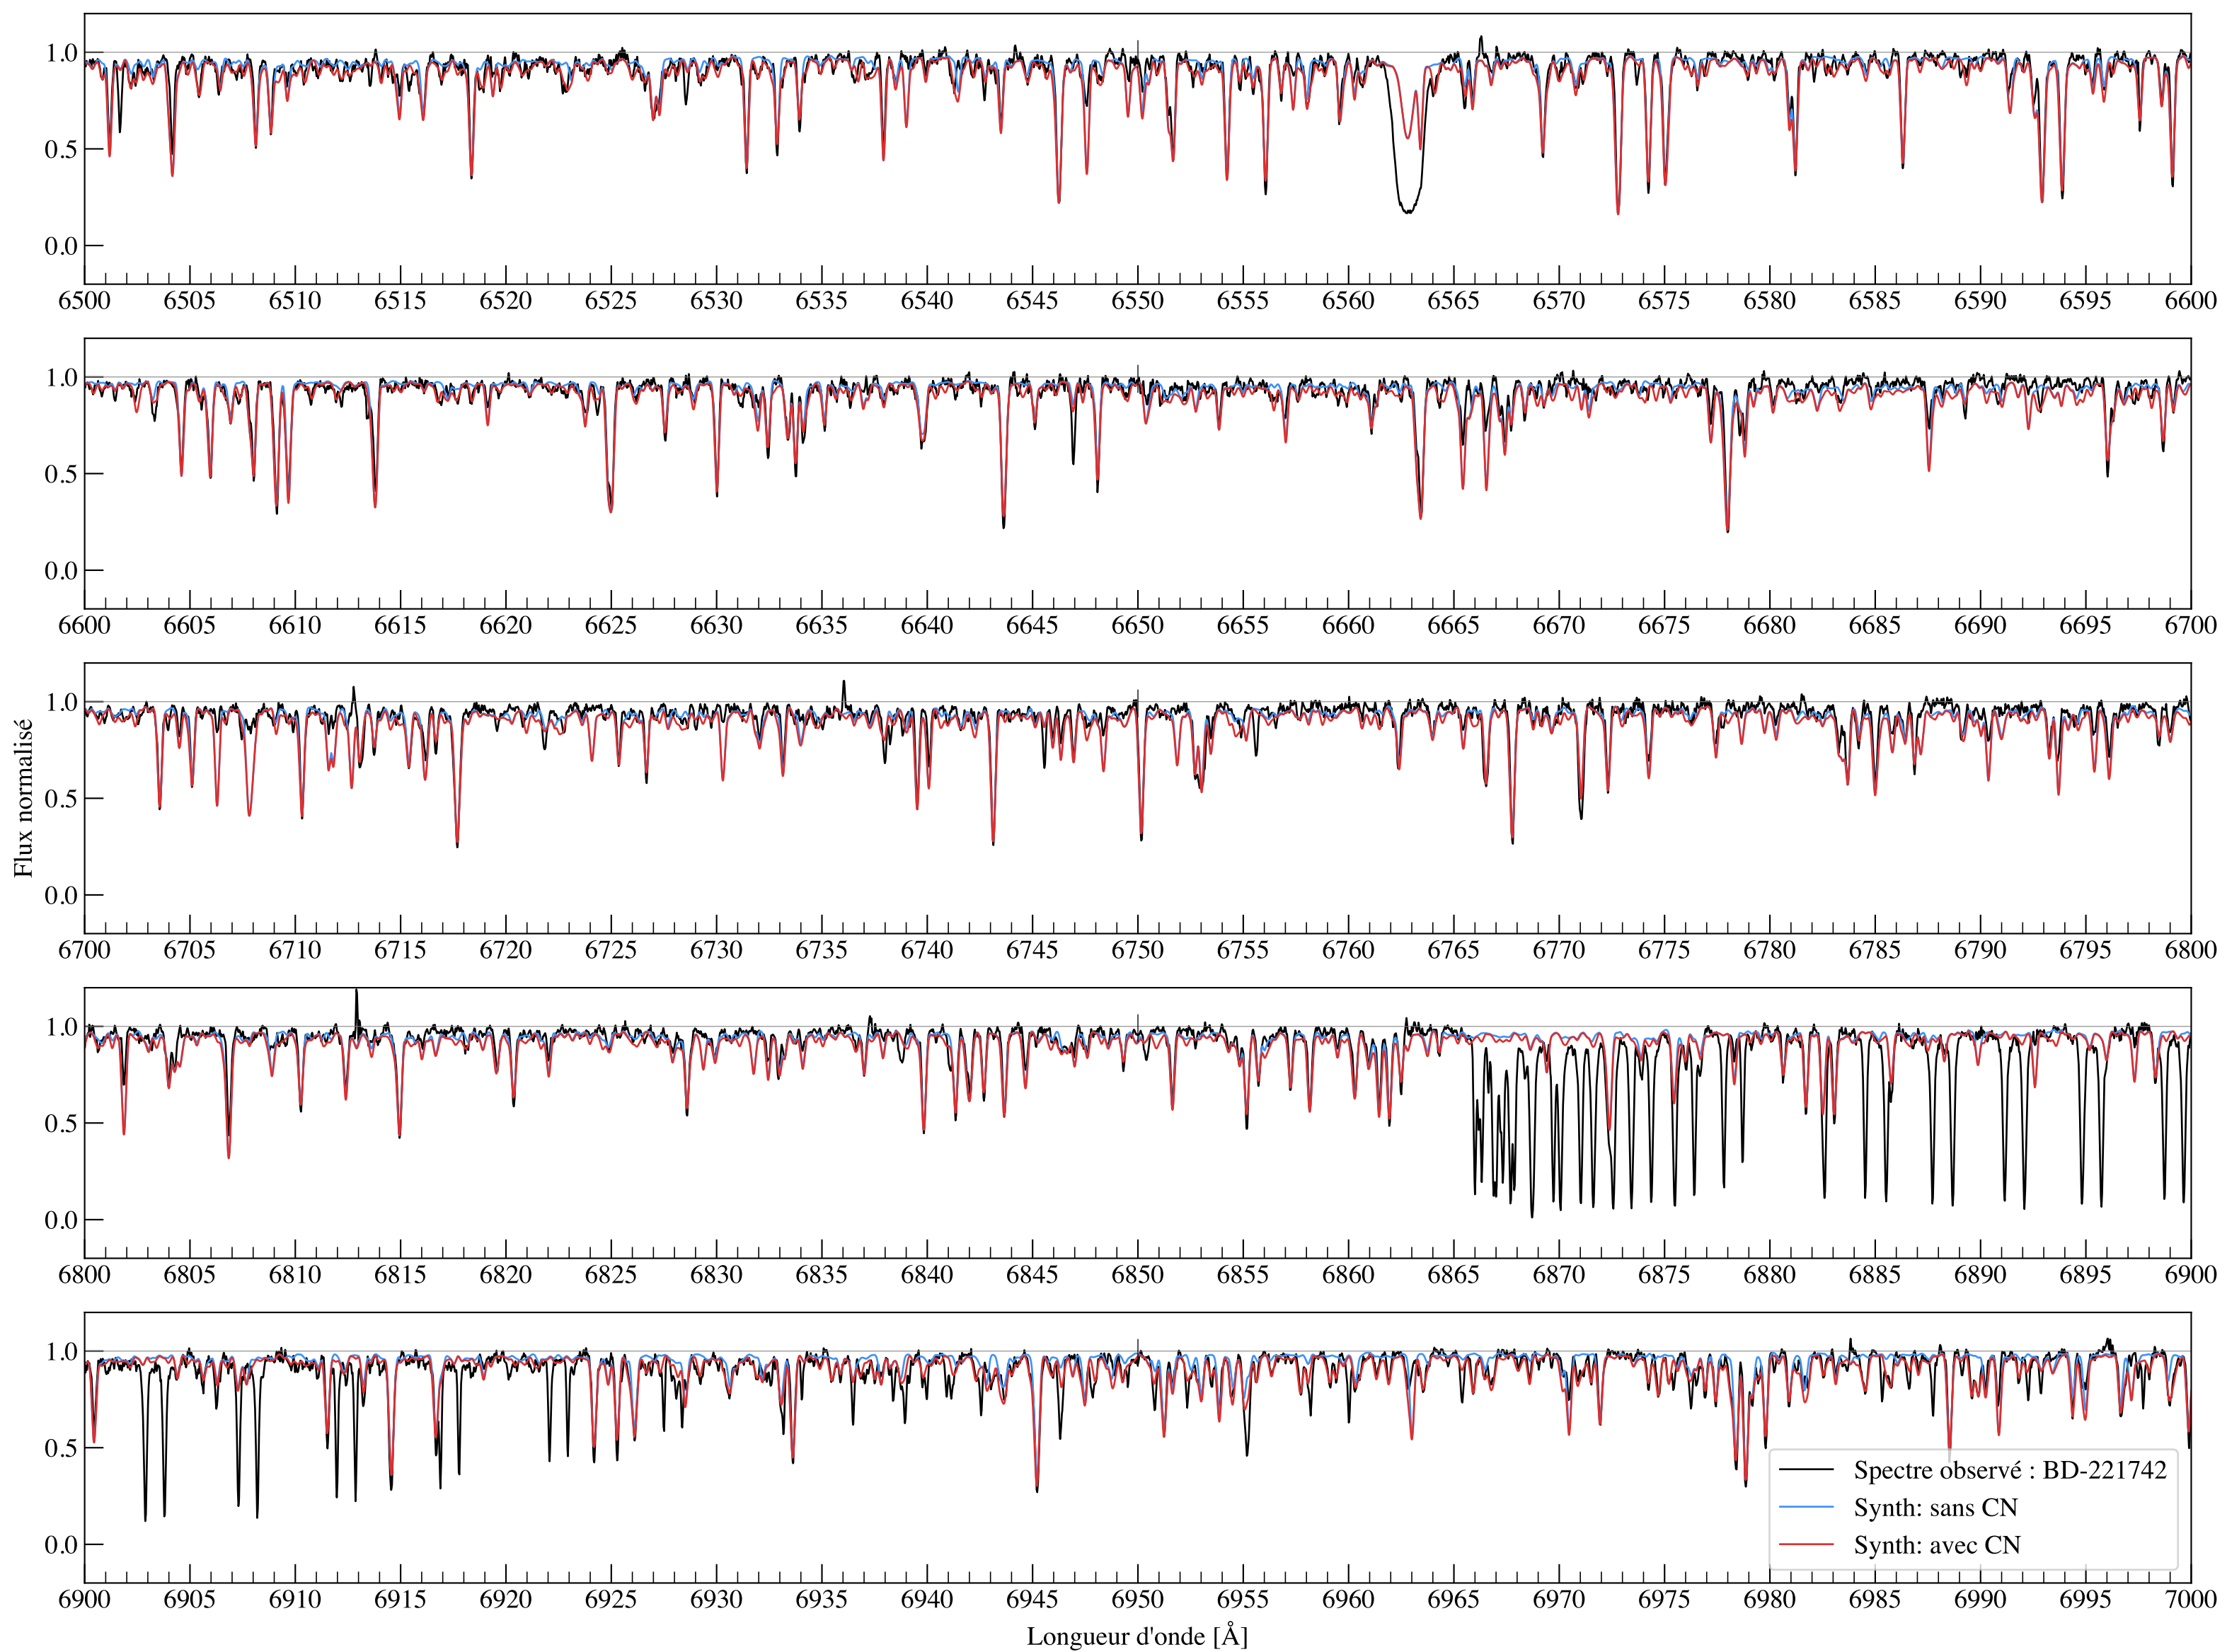 1.0
0.5
0.0
6500 6505 6510 6515 6520 6525 6530 6535 6540 6545 6550 6555 6560 6565 6570 6575 6580 6585 6590 6595 6600
1.0
0.5
0.0
6600 6605 6610 6615 6620 6625 6630 6635 6640 6645 6650 6655 6660 6665 6670 6675 6680 6685 6690 6695 6700
Flux normalisé
1.0
0.5
0.0
6700 6705 6710 6715 6720 6725 6730 6735 6740 6745 6750 6755 6760 6765 6770 6775 6780 6785 6790 6795 6800
1.0
0.5
0.0
6800 6805 6810 6815 6820 6825 6830 6835 6840 6845 6850 6855 6860 6865 6870 6875 6880 6885 6890 6895 6900
1.0
0.5
0.0
Spectre observé : BD-221742
Synth: sans CN
Synth: avec CN
6900 6905 6910 6915 6920 6925 6930 6935 6940 6945 6950 6955 6960 6965 6970 6975 6980 6985 6990 6995 7000
Longueur d'onde [Å]